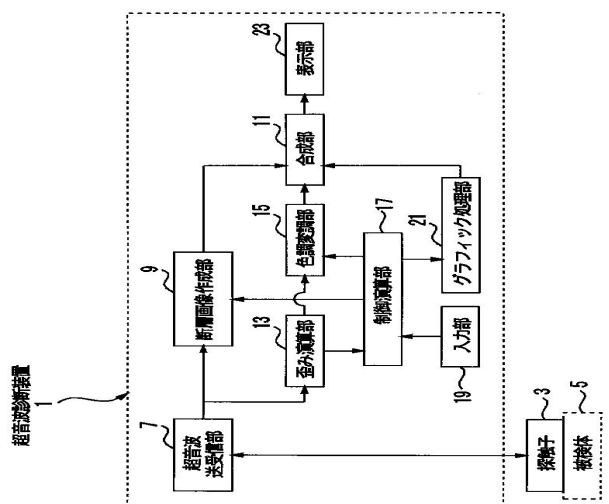 超音波診断装置
1
7
超音波
送受信部
9
断層画像作成部
13
歪み演算部
15
色調変調部
11
合成部
23
表示部
17
制御演算部
19
入力部
21
グラフィック処理部
3
探触子
5
被検体